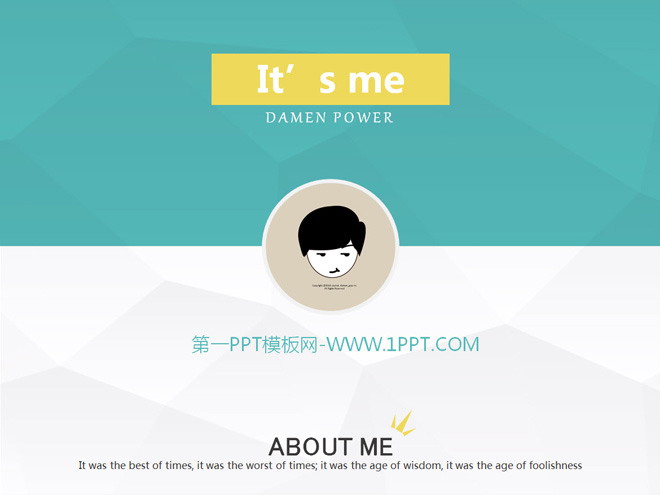 It’s me
DAMEN POWER
第一PPT模板网-WWW.1PPT.COM
ABOUT ME
It was the best of times, it was the worst of times; it was the age of wisdom, it was the age of foolishness